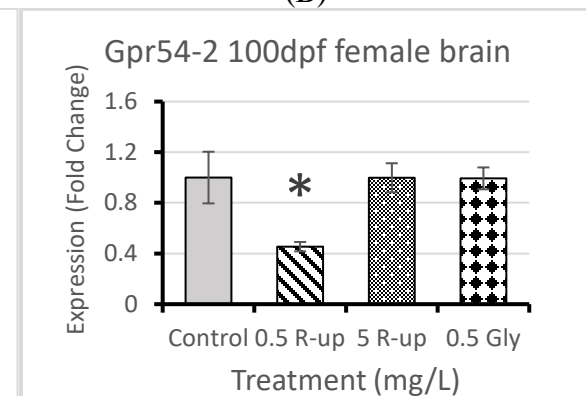 Gpr54-2 100dpf female brain
Expression (Fold Change)
1.6
1.2
0.8
0.4
0
*
Control 0.5 R-up 5 R-up 0.5 Gly
Treatment (mg/L)